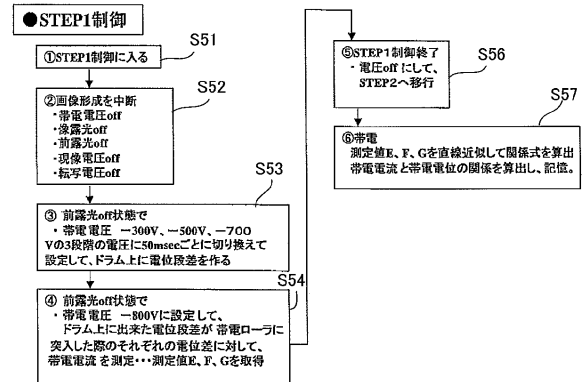 ●STEP1制御
S51
①STEP1制御に入る
S52
②画像形成を中断
・帯電電圧off
・像露光off
・前露光off
・現像電圧off
・転写電圧off
S53
③ 前露光off状態で
・帯電電圧 －300V、－500V、－700
Vの3段階の電圧に50msecごとに切り換えて
設定して、ドラム上に電位段差を作る
S54
④ 前露光off状態で
・帯電電圧 －800Vに設定して、
ドラム上に出来た電位段差が 帯電ローラに
突入した際のそれぞれの電位差に対して、
帯電電流 を測定・・・測定値E、F、Gを取得
S56
⑤STEP1制御終了
・電圧off にして、
STEP2へ移行
S57
⑥帯電
測定値E、F、Gを直線近似して関係式を算出
帯電電流と帯電電位の関係を算出し、記憶。